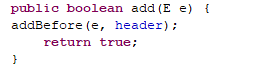 public boolean add(E e) {
addBefore(e, header);
    return true;
}